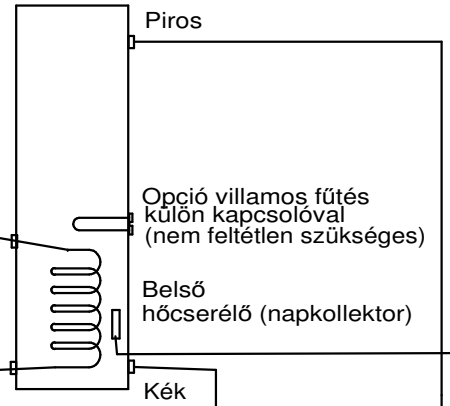 Piros
Opció villamos fűtés
külön kapcsolóval
(nem feltétlen szükséges)
Belső
hőcserélő (napkollektor)
Kék